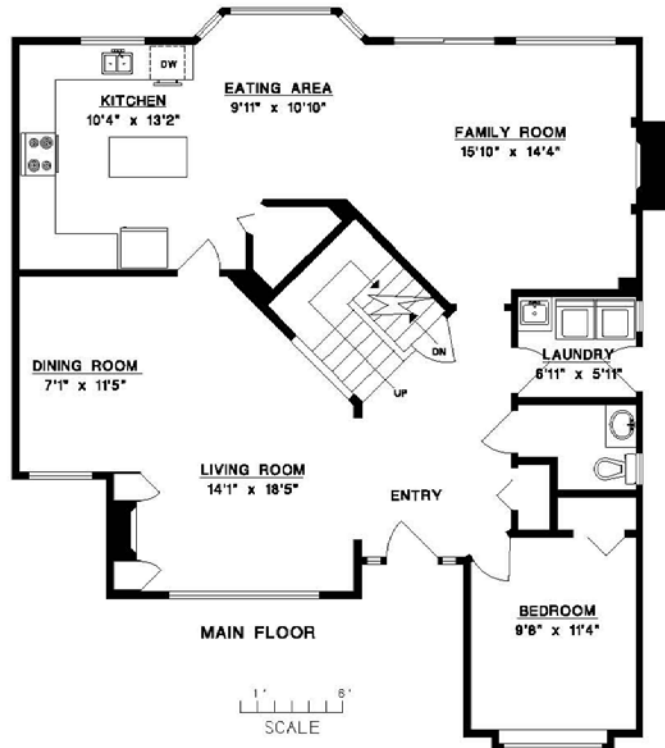 DW
KITCHEN
10'4" x 13'2"
EATING AREA
9'11" x 10'10"
FAMILY ROOM
15'10" x 14'4"
DINING ROOM
7'1" x 11'5"
DN
UP
LAUNDRY
6'11" x 5'11"
LIVING ROOM
14'1" x 18'5"
ENTRY
BEDROOM
9'8" x 11'4"
MAIN FLOOR
1' 6'
SCALE